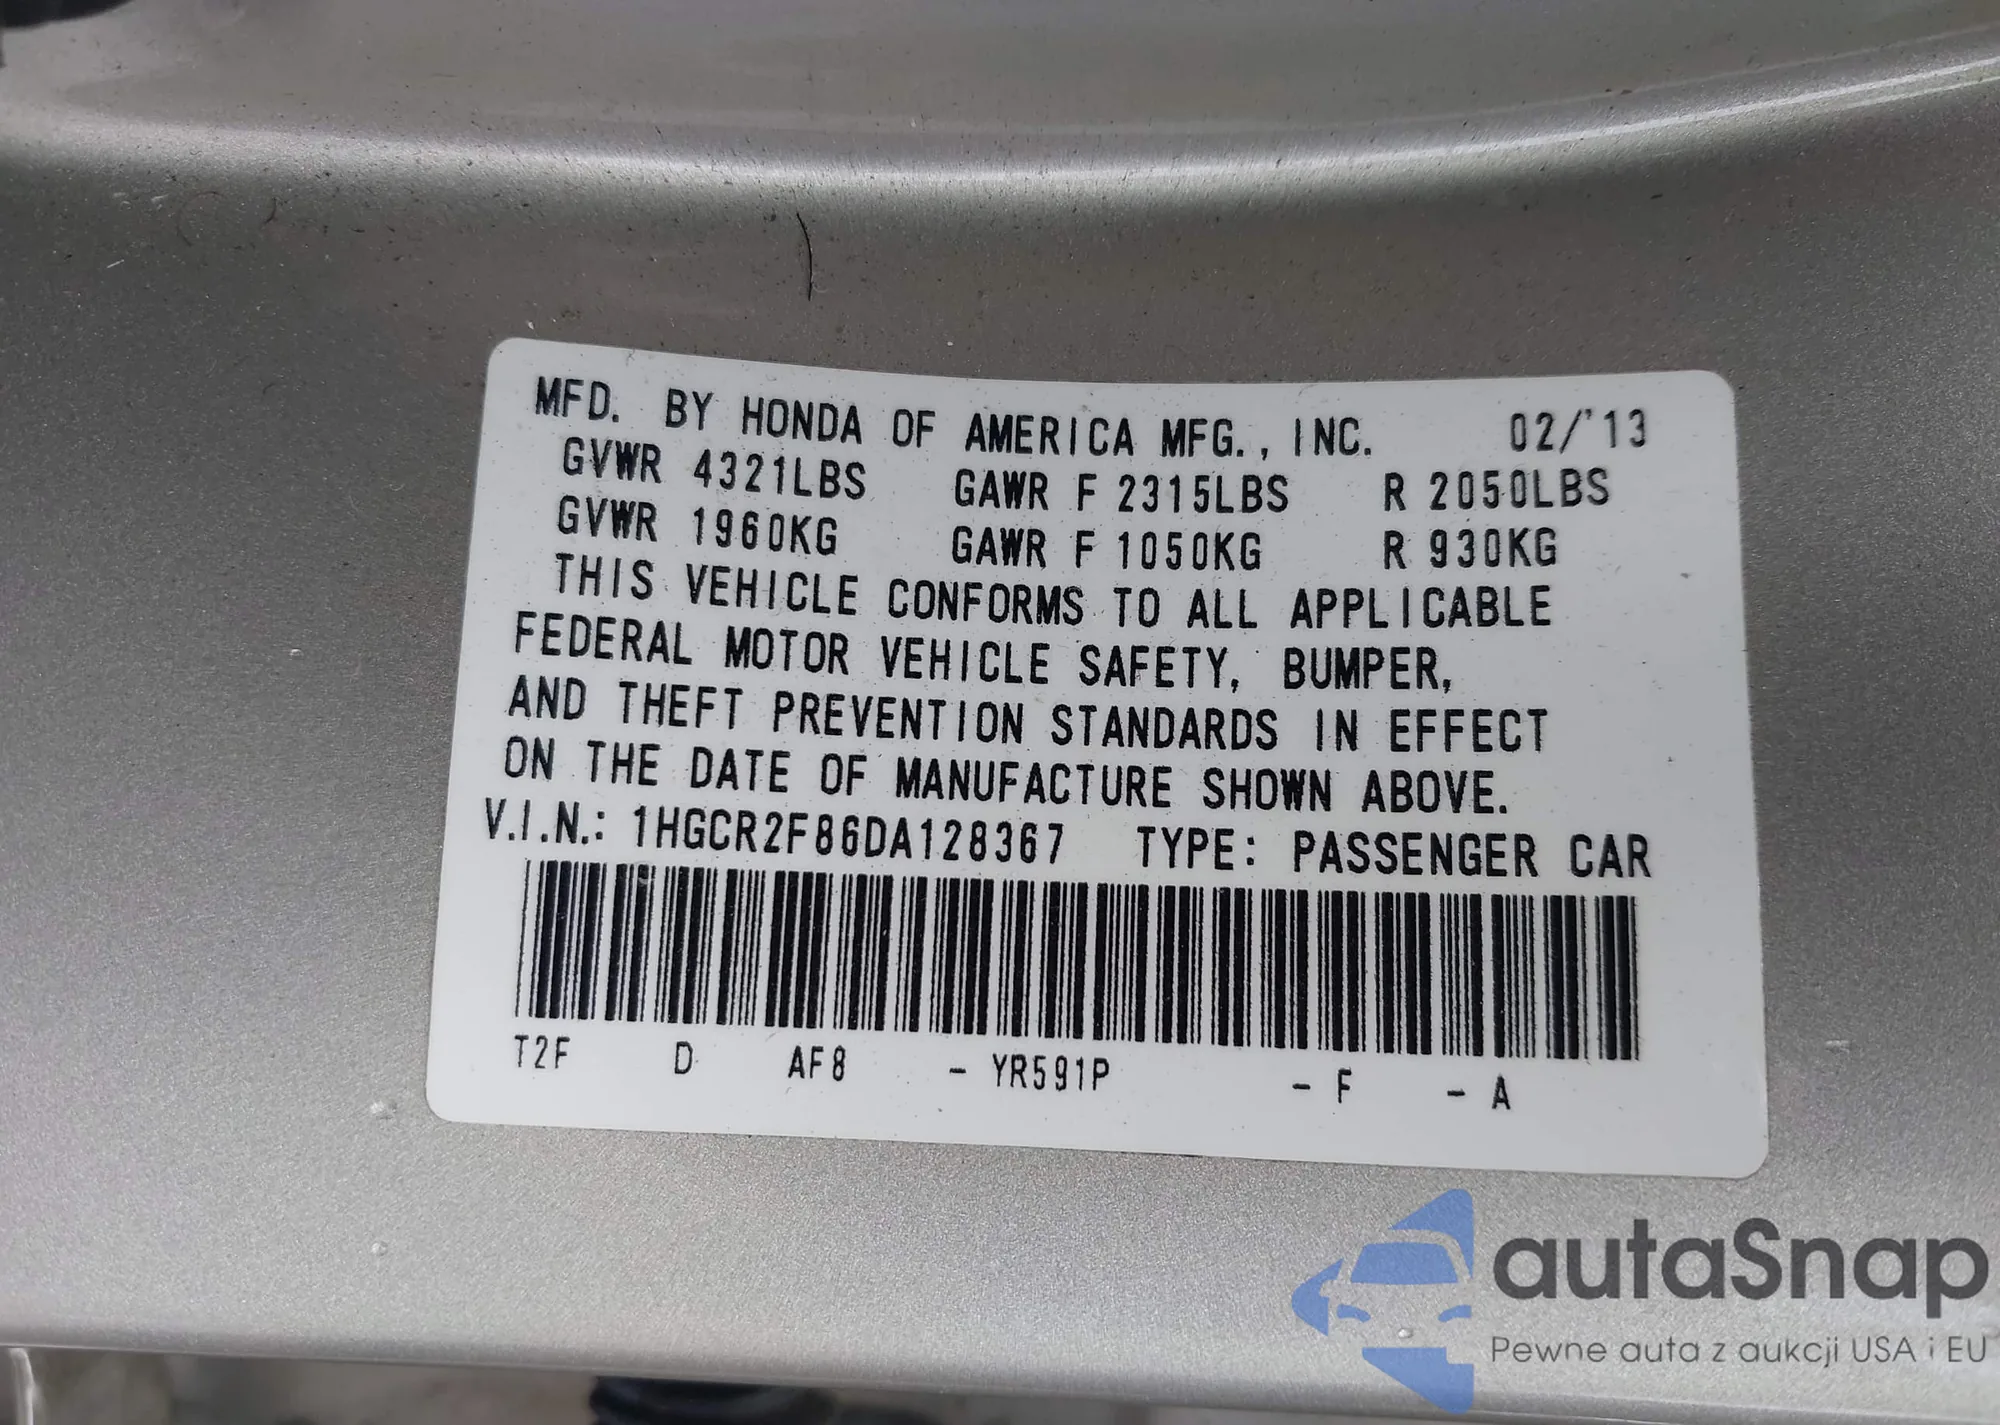 MFD. BY HONDA OF AMERICA MFG., INC. 02/'13
GVWR 4321LBS GAWR F 2315LBS R 2050LBS
GVWR 1960KG GAWR F 1050KG R 930KG
THIS VEHICLE CONFORMS TO ALL APPLICABLE
FEDERAL MOTOR VEHICLE SAFETY, BUMPER,
AND THEFT PREVENTION STANDARDS IN EFFECT
ON THE DATE OF MANUFACTURE SHOWN ABOVE.
V.I.N.: 1HGCR2F86DA128367 TYPE: PASSENGER CAR
T2F D AF8 - YR591P - F - A
autaSnap
Pewne auta z aukcji USA i EU